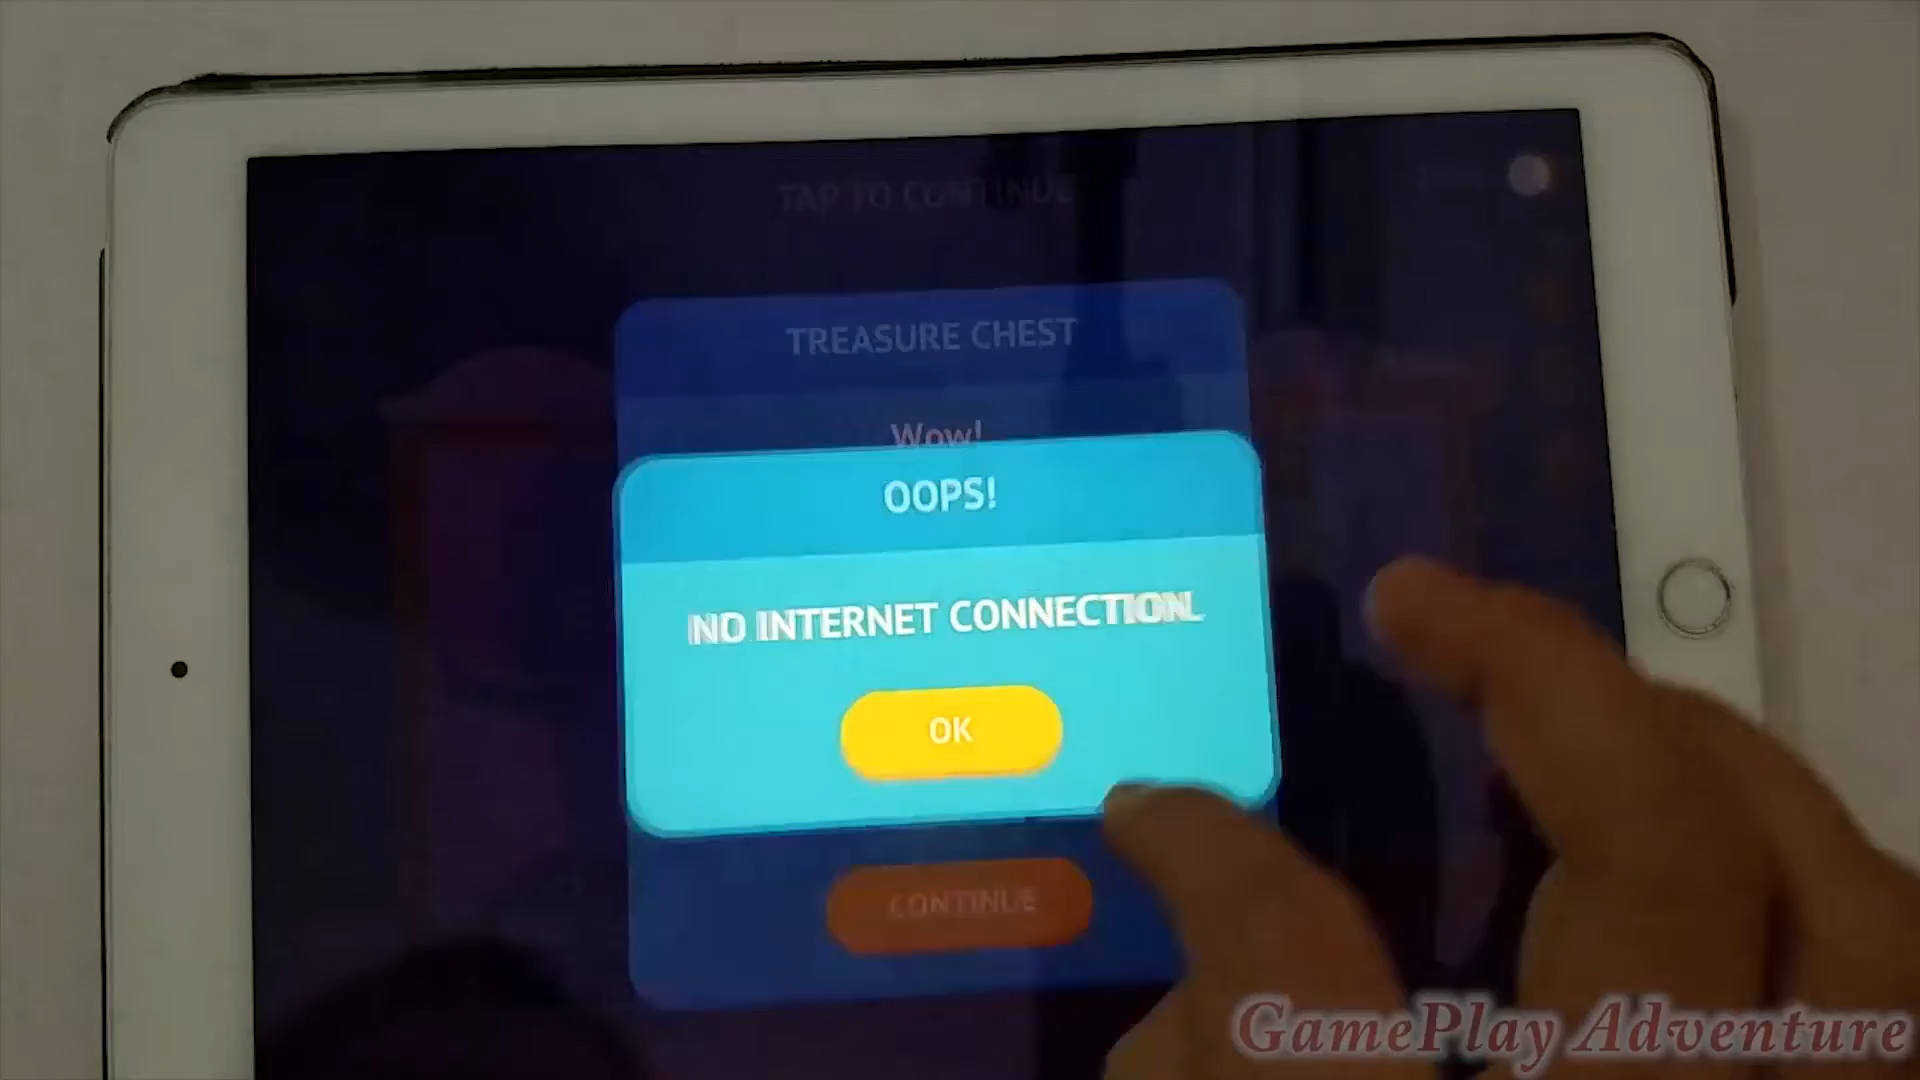 TAP TO CONTINUE
TREASURE CHEST
Wow!
OOPS!
NO INTERNET CONNECTION.
OK
CONTINUE
GamePlay Adventure